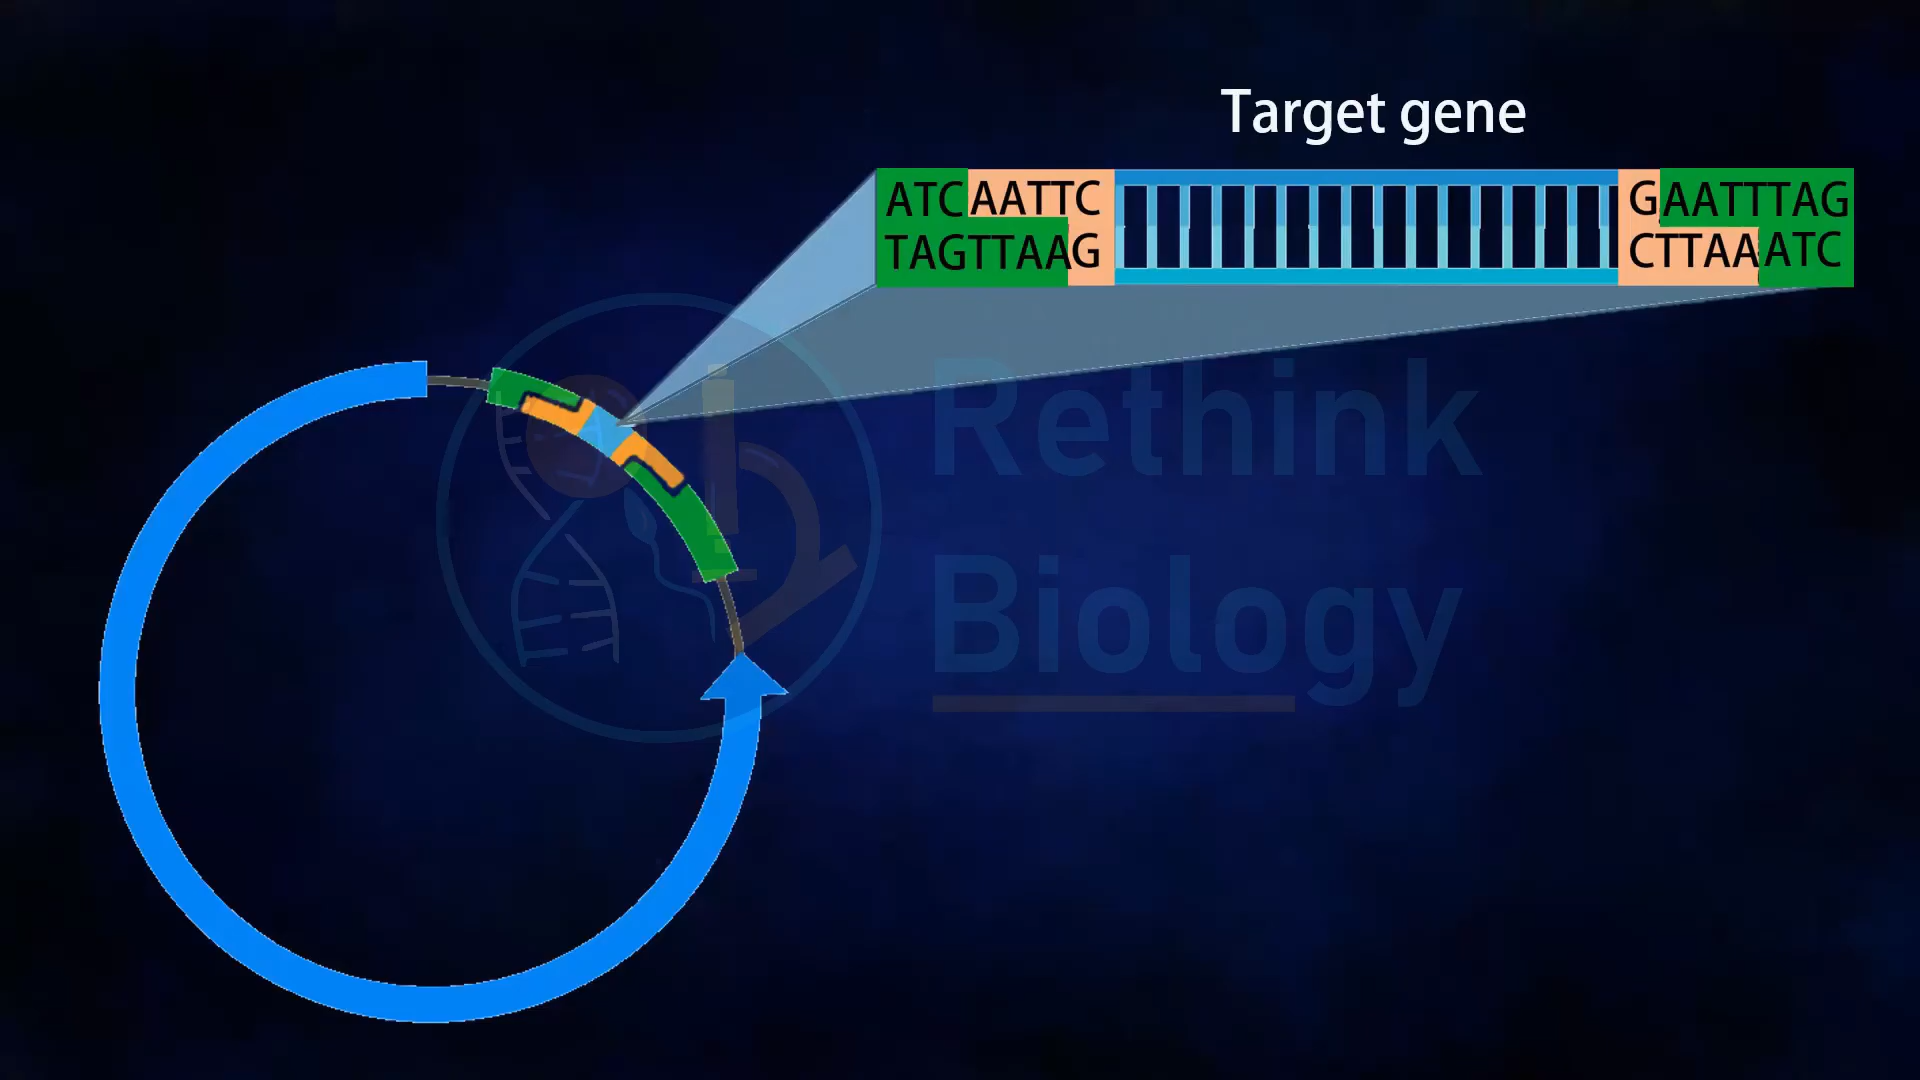 Target gene
ATCAATTC GAATTTAG
TAGTTAAG CTTAAATC
Rethink
Biology